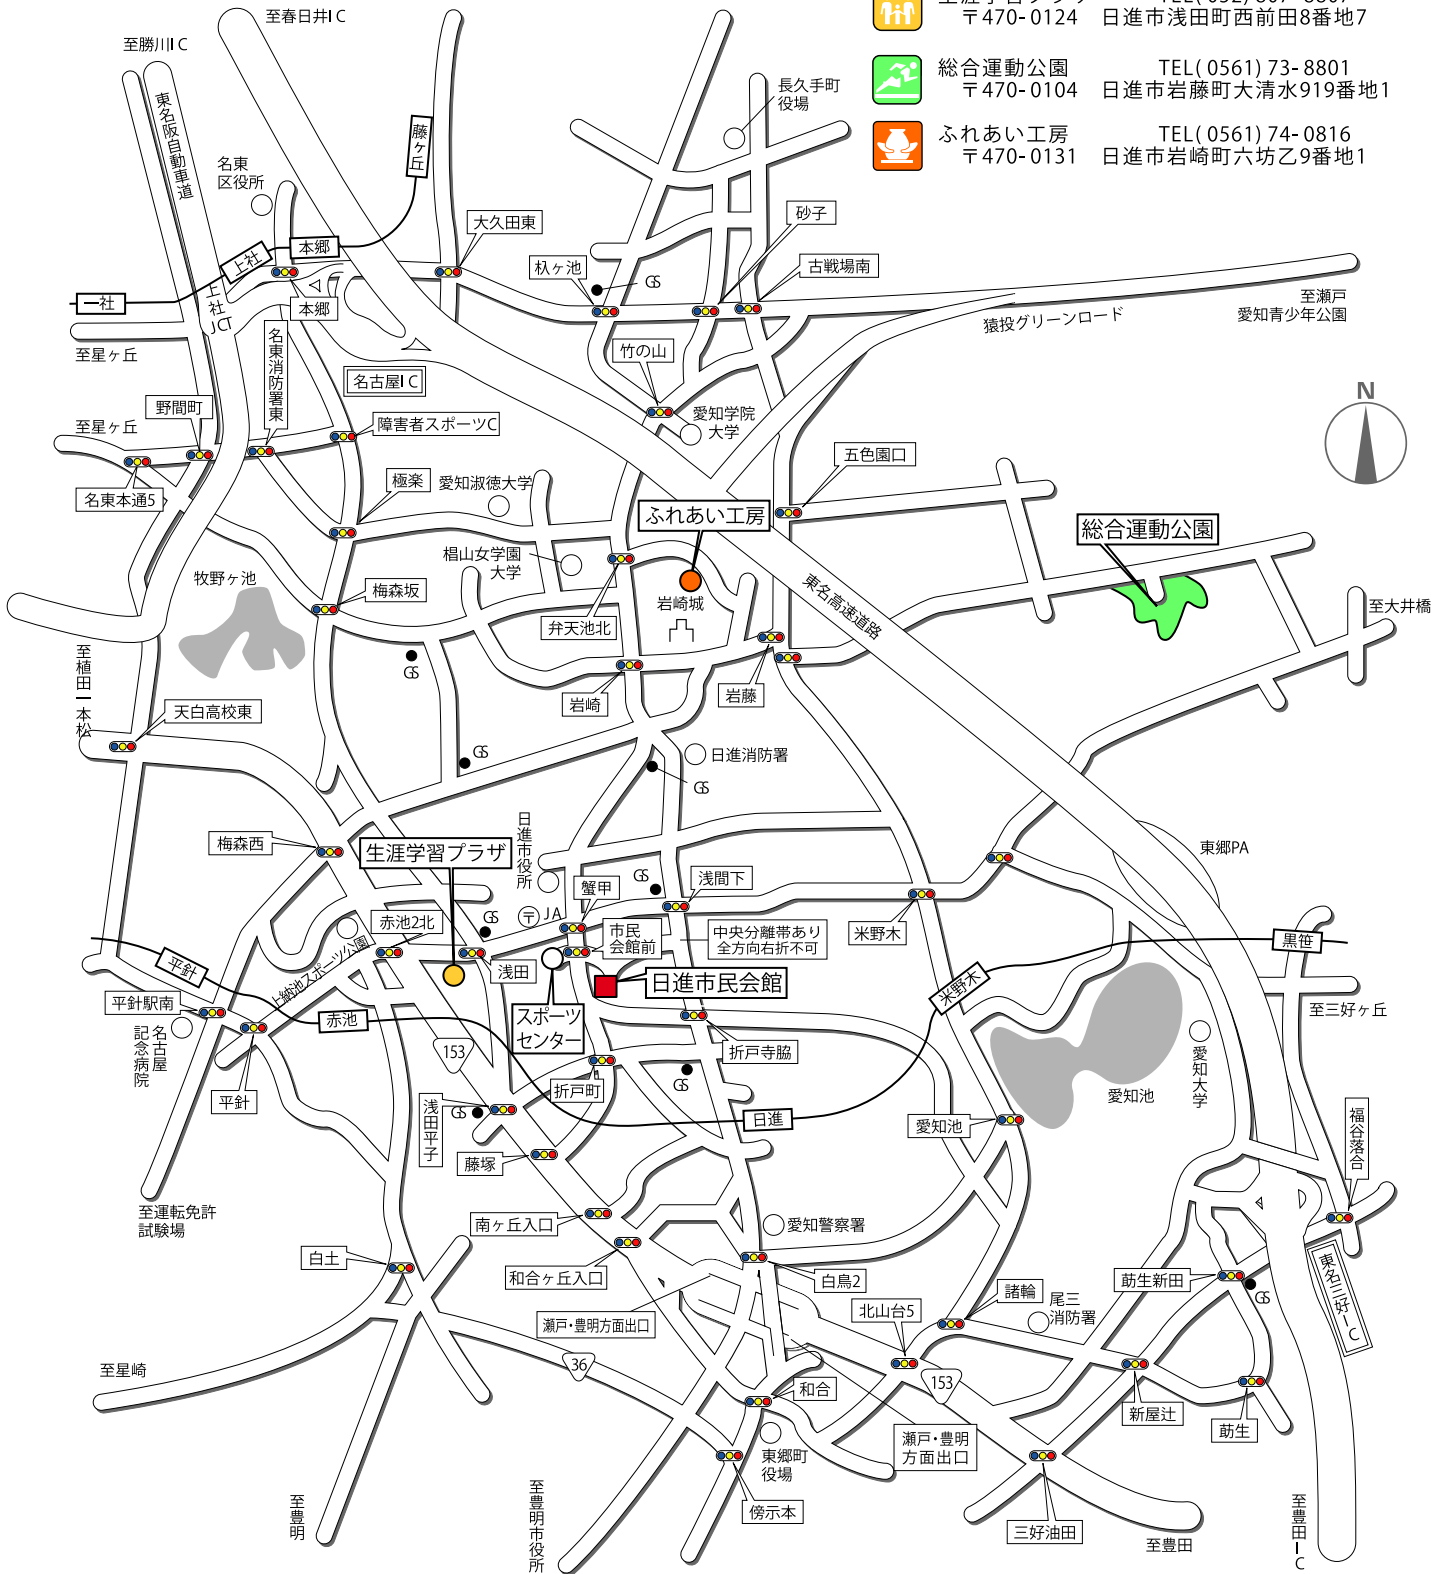 〒470-0124　日進市浅田町西前田8番地7
総合運動公園　TEL(0561)73-8801
〒470-0104　日進市岩藤町大清水919番地1
ふれあい工房　TEL(0561)74-0816
〒470-0131　日進市岩崎町六坊乙9番地1
至春日井IC
至勝川IC
東名阪自動車道
藤ヶ丘
長久手町
役場
名東
区役所
大久田東
砂子
本郷
上社
杁ヶ池
GS
古戦場南
一社
上社
JCT
本郷
至瀬戸
愛知青少年公園
猿投グリーンロード
至星ヶ丘
名東消防署東
名古屋IC
竹の山
N
野間町
至星ヶ丘
障害者スポーツC
愛知学院
大学
五色園口
名東本通5
極楽
愛知淑徳大学
ふれあい工房
総合運動公園
椙山女学園
大学
牧野ヶ池
梅森坂
岩崎城
東名高速道路
至大井橋
弁天池北
至植田一本松
GS
岩崎
岩藤
天白高校東
GS
日進消防署
GS
梅森西
生涯学習プラザ
日進市役所
東郷PA
GS
浅間下
蟹甲
赤池2北
GS
〒
JA
市民
会館前
中央分離帯あり
全方向右折不可
米野木
黒笹
上納池スポーツ公園
平針
浅田
日進市民会館
米野木
平針駅南
赤池
スポーツ
センター
至三好ヶ丘
名古屋
記念病院
153
折戸寺脇
愛知大学
平針
折戸町
GS
愛知池
浅田平子
GS
日進
愛知池
福谷落合
藤塚
至運転免許
試験場
南ヶ丘入口
愛知警察署
白土
和合ヶ丘入口
白鳥2
莇生新田
東名三好IC
諸輪
GS
北山台5
尾三
消防署
瀬戸・豊明方面出口
至星崎
36
153
和合
新屋辻
莇生
瀬戸・豊明
方面出口
東郷町
役場
至豊明
至豊明市役所
傍示本
三好油田
至豊田
至豊田IC